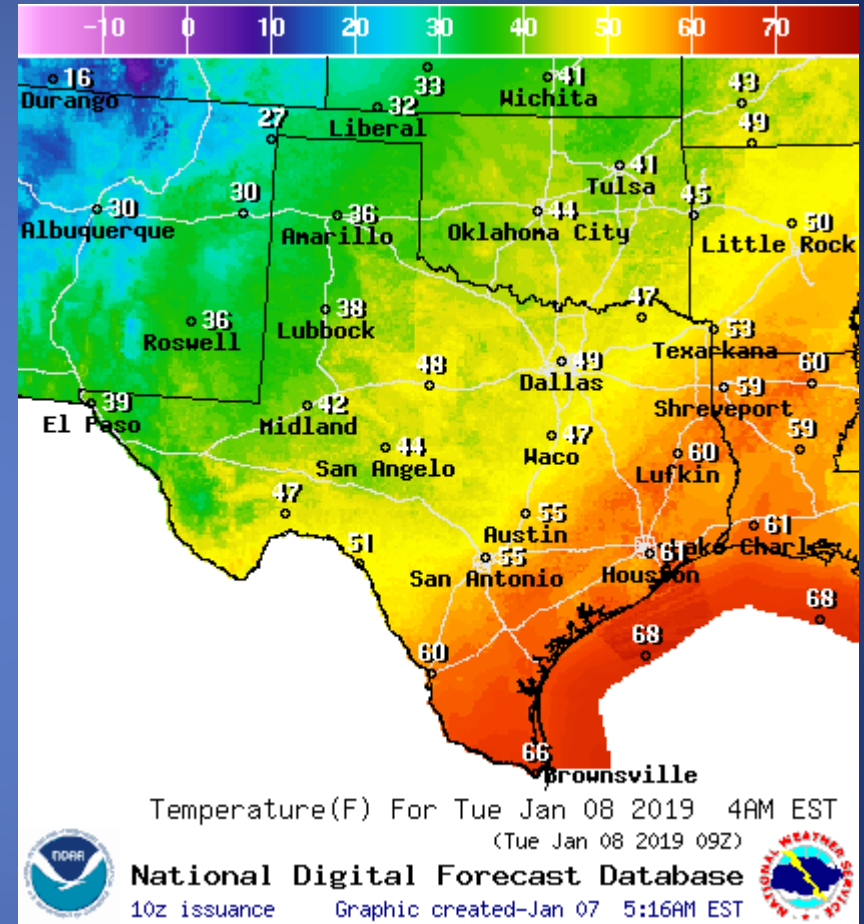 -10 0 10 20 30 40 50 60 70
16 33 41 43
Durango Wichita
32
Liberal
27 49
41
Tulsa
30 30 36 44 45 50
Albuquerque Amarillo Oklahoma City Little Rock
36 38 47 53
Roswell Lubbock Texarkana
48 49 60
Dallas
39 42 59
El Paso Midland Shreveport
44 47 60 59
San Angelo Waco Lufkin
47 55 61
Austin
51 55 61 Lake Charles
San Antonio Houston
68
68
60
66
Brownsville
Temperature(F) For Tue Jan 08 2019 4AM EST
(Tue Jan 08 2019 09Z)
NOAA
NATIONAL WEATHER SERVICE
National Digital Forecast Database
10z issuance Graphic created-Jan 07 5:16AM EST